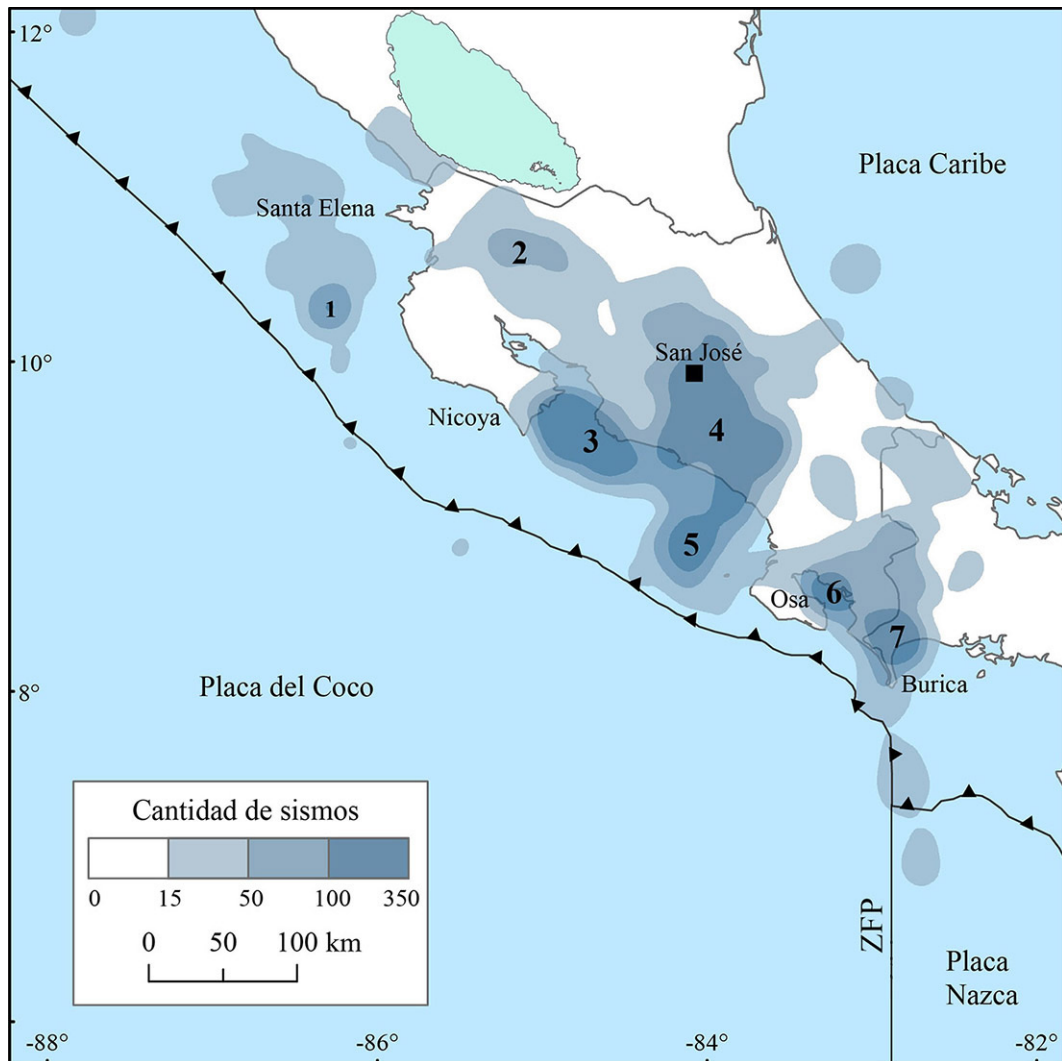 12°
Placa Caribe
Santa Elena
2
1
10°
San José
Nicoya
3
4
5
Osa
6
7
8°
Placa del Coco
Burica
Cantidad de sismos
0 15 50 100 350
0 50 100 km
ZFP
Placa
Nazca
-88° -86° -84° -82°